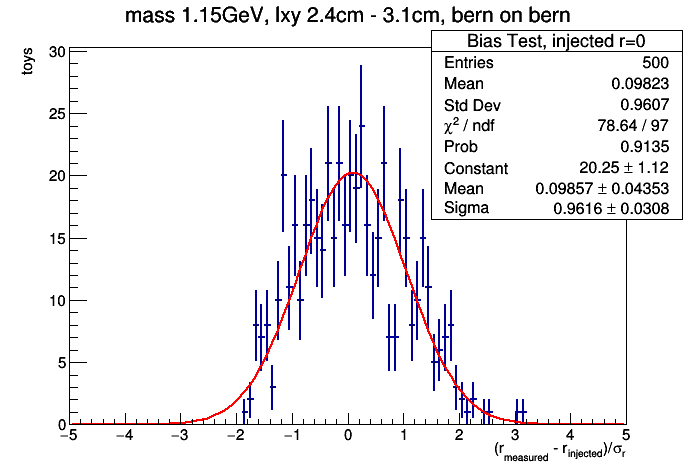 mass 1.15GeV, lxy 2.4cm - 3.1cm, bern on bern
Bias Test, injected r=0
Entries 500
Mean 0.09823
Std Dev 0.9607
χ² / ndf 78.64 / 97
Prob 0.9135
Constant 20.25 ± 1.12
Mean 0.09857 ± 0.04353
Sigma 0.9616 ± 0.0308
toys
30
25
20
15
10
5
0
−5 −4 −3 −2 −1 0 1 2 3 4 5
(r_measured - r_injected)/σ_r